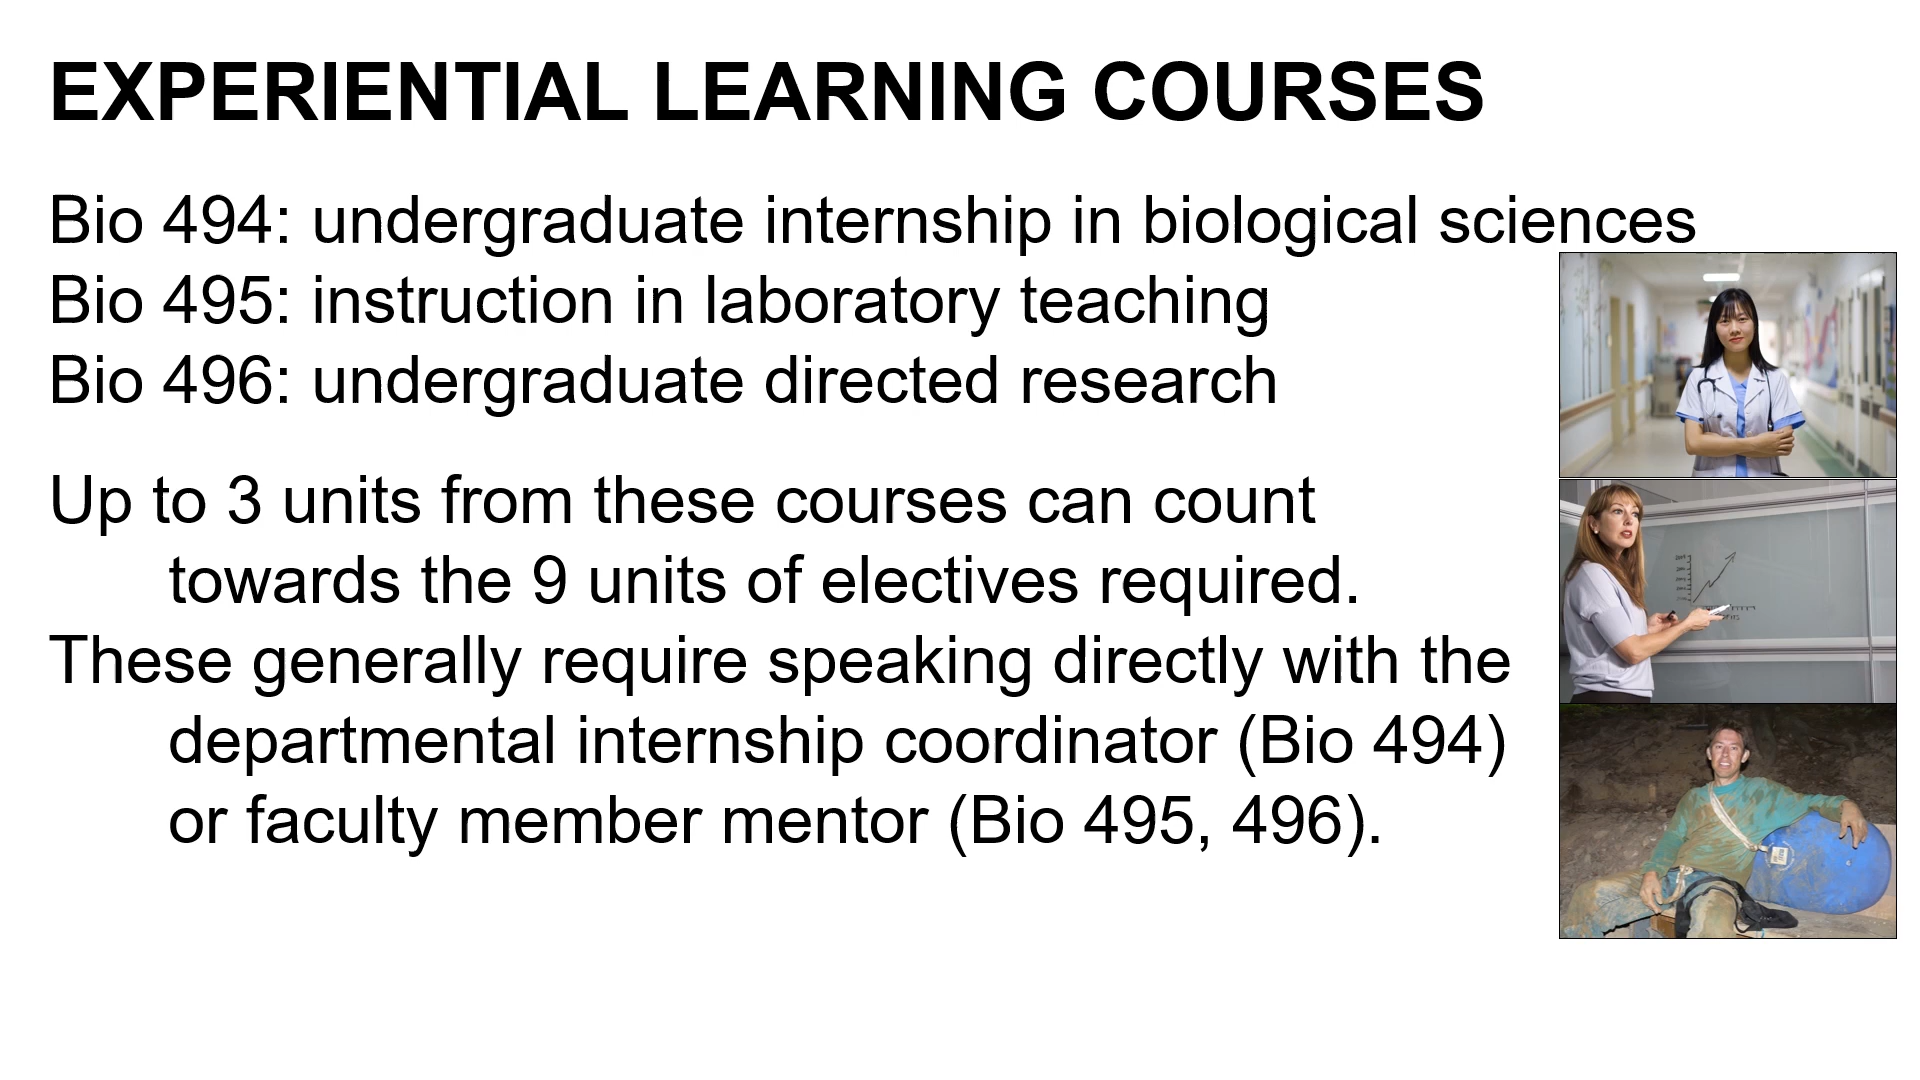 EXPERIENTIAL LEARNING COURSES
Bio 494: undergraduate internship in biological sciences
Bio 495: instruction in laboratory teaching
Bio 496: undergraduate directed research
Up to 3 units from these courses can count
towards the 9 units of electives required.
These generally require speaking directly with the
departmental internship coordinator (Bio 494)
or faculty member mentor (Bio 495, 496).